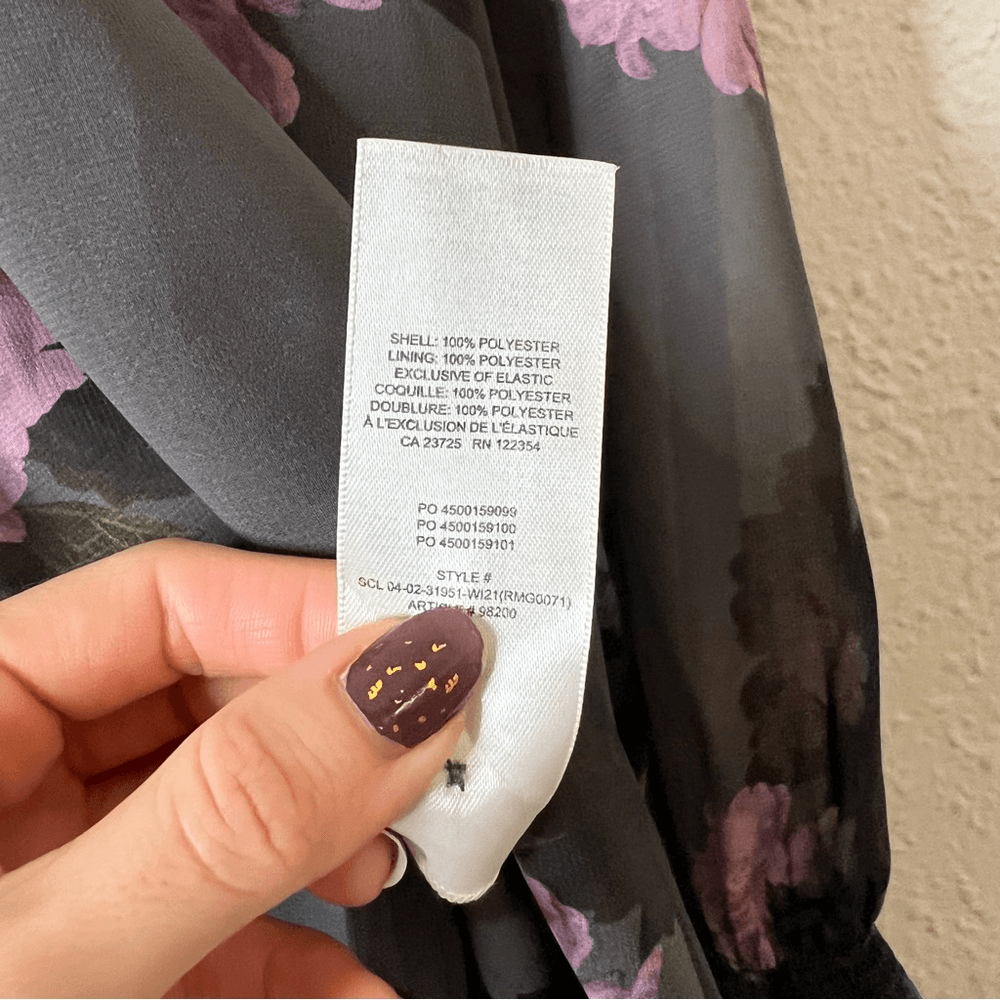 SHELL: 100% POLYESTER
LINING: 100% POLYESTER
EXCLUSIVE OF ELASTIC
COQUILLE: 100% POLYESTER
DOUBLURE: 100% POLYESTER
À L'EXCLUSION DE L'ÉLASTIQUE
CA 23725 RN 122354
PO 4500159099
PO 4500159100
PO 4500159101
STYLE #
SCL 04-02-31951-WI21(RMG0071)
# 98200